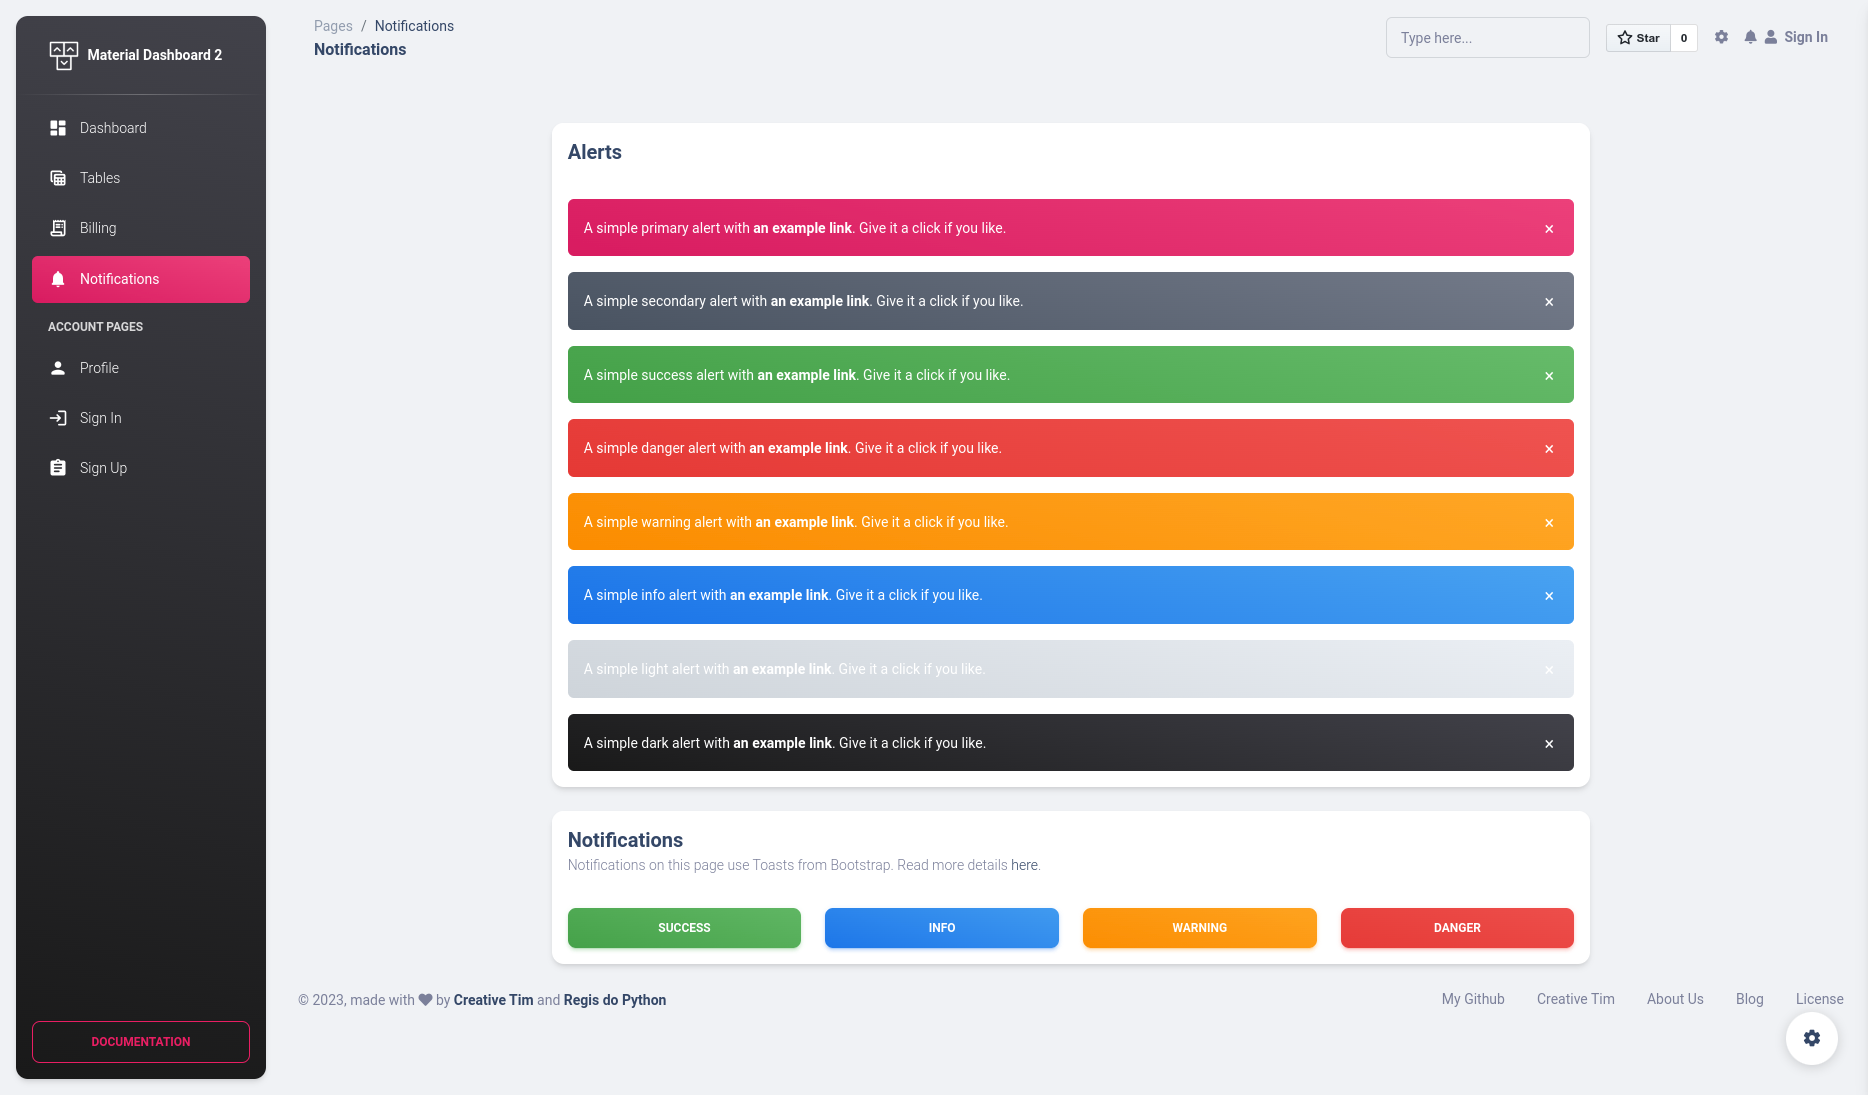 Material Dashboard 2
Dashboard
Tables
Billing
Notifications
ACCOUNT PAGES
Profile
Sign In
Sign Up
DOCUMENTATION
Pages / Notifications
Notifications
Type here...
Star 0
Sign In
Alerts
A simple primary alert with an example link. Give it a click if you like. ×
A simple secondary alert with an example link. Give it a click if you like. ×
A simple success alert with an example link. Give it a click if you like. ×
A simple danger alert with an example link. Give it a click if you like. ×
A simple warning alert with an example link. Give it a click if you like. ×
A simple info alert with an example link. Give it a click if you like. ×
A simple light alert with an example link. Give it a click if you like. ×
A simple dark alert with an example link. Give it a click if you like. ×
Notifications
Notifications on this page use Toasts from Bootstrap. Read more details here.
SUCCESS
INFO
WARNING
DANGER
© 2023, made with ♥ by Creative Tim and Regis do Python
My Github
Creative Tim
About Us
Blog
License